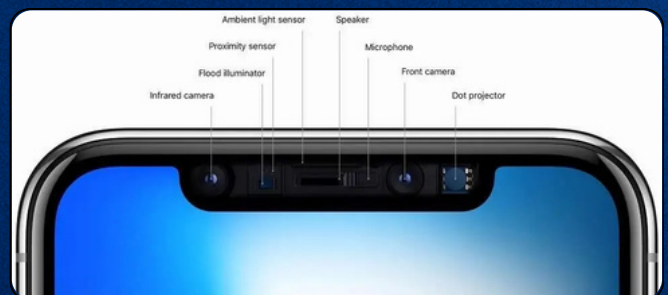 Ambient light sensor
Speaker
Proximity sensor
Microphone
Flood illuminator
Front camera
Infrared camera
Dot projector